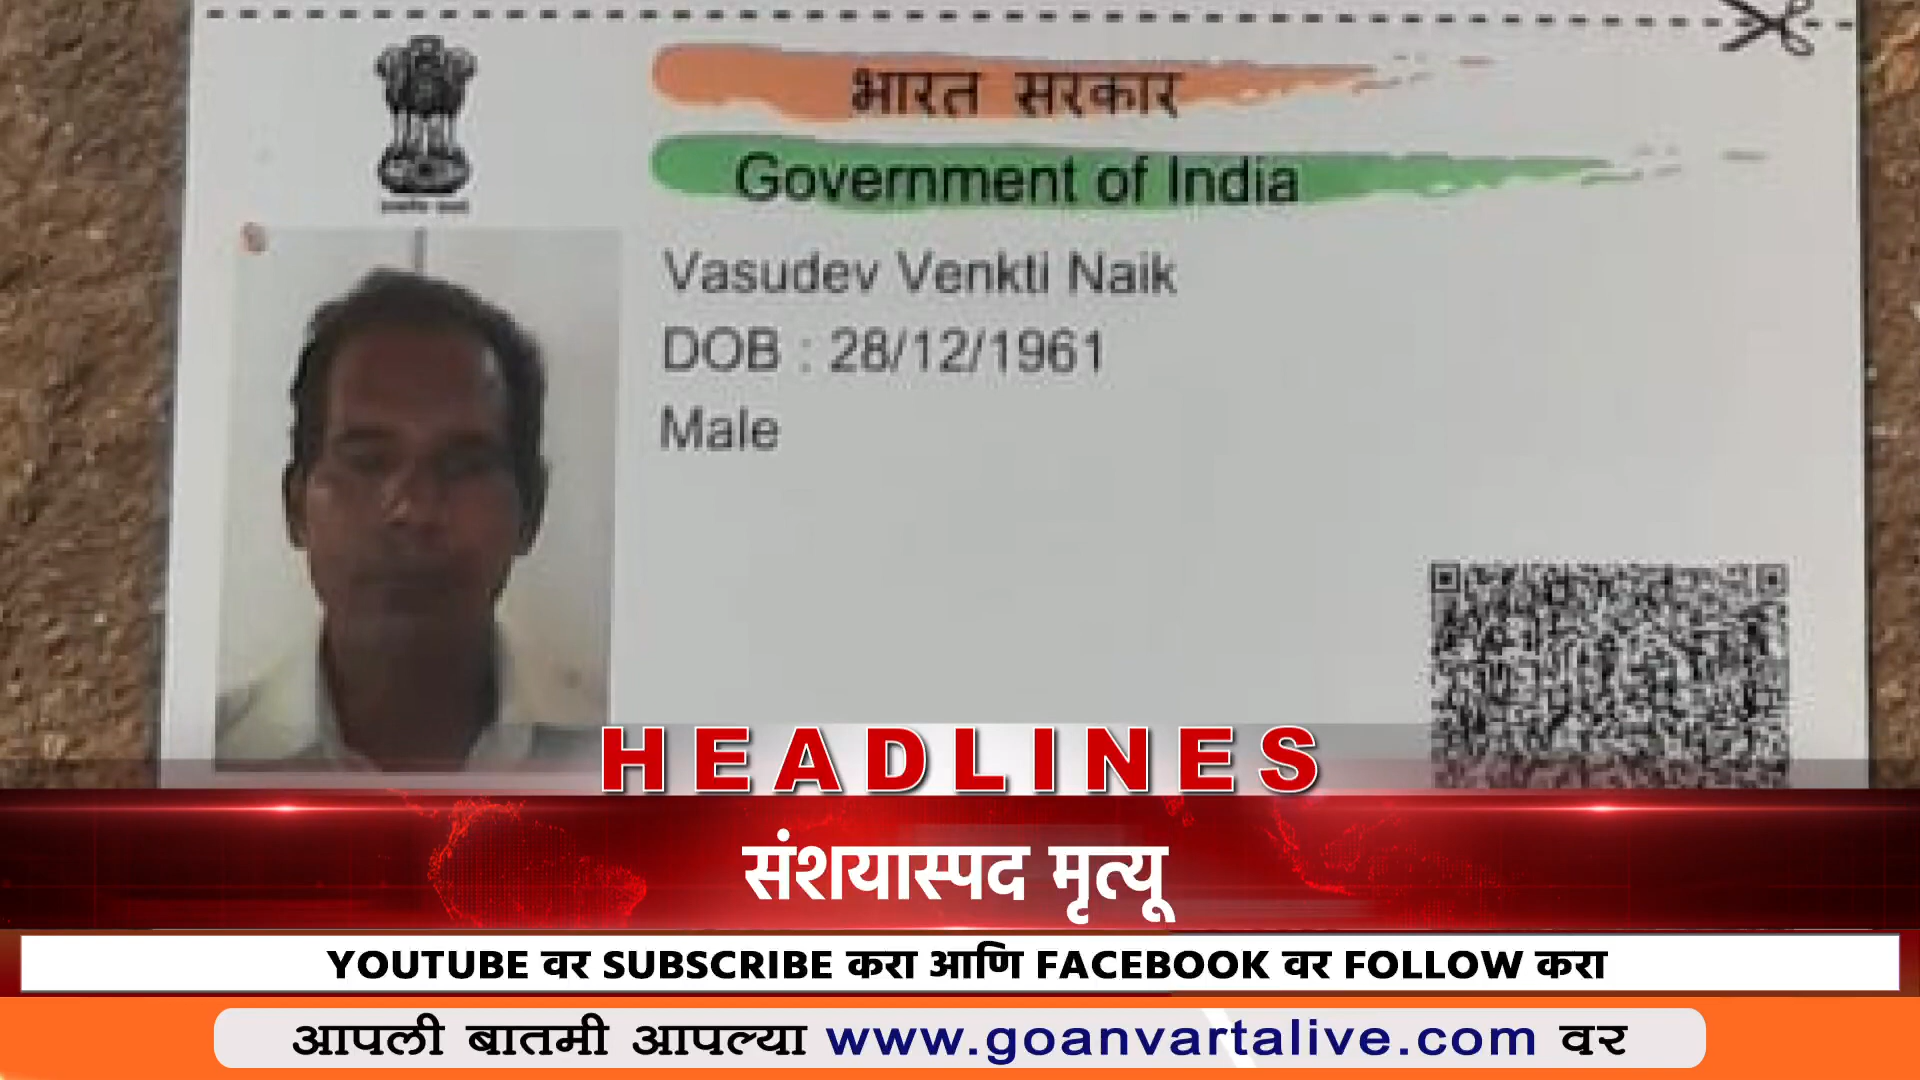 भारत सरकार
Government of India
Vasudev Venkti Naik
DOB : 28/12/1961
Male
HEADLINES
संशयास्पद मृत्यू
YOUTUBE वर SUBSCRIBE करा आणि FACEBOOK वर FOLLOW करा
आपली बातमी आपल्या www.goanvartalive.com वर